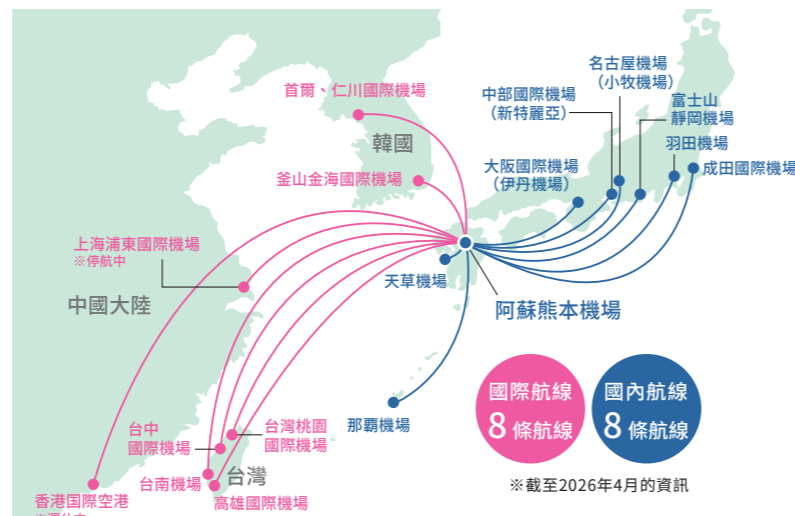 首爾、仁川國際機場
韓國
釜山金海國際機場
上海浦東國際機場
※停航中
中國大陸
名古屋機場
（小牧機場）
中部國際機場
（新特麗亞）
富士山
靜岡機場
羽田機場
大阪國際機場
（伊丹機場）
成田國際機場
天草機場
阿蘇熊本機場
那覇機場
國際航線
8 條航線
國內航線
8 條航線
※截至2026年4月的資訊
台中
國際機場
台灣桃園
國際機場
台南機場
台灣
高雄國際機場
香港国際空港